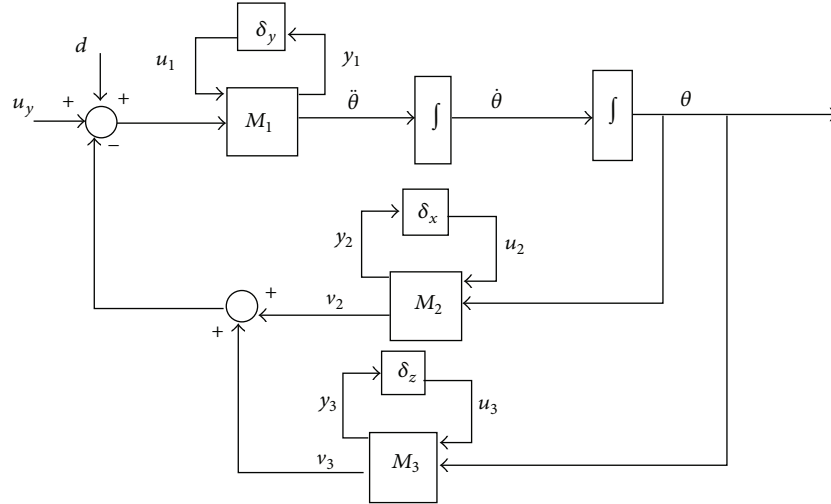 δ_y
d
u_1
y_1
u_y
+
+
−
M_1
θ̈
∫
θ̇
∫
θ
δ_x
y_2
u_2
M_2
v_2
+
+
δ_z
y_3
u_3
M_3
v_3